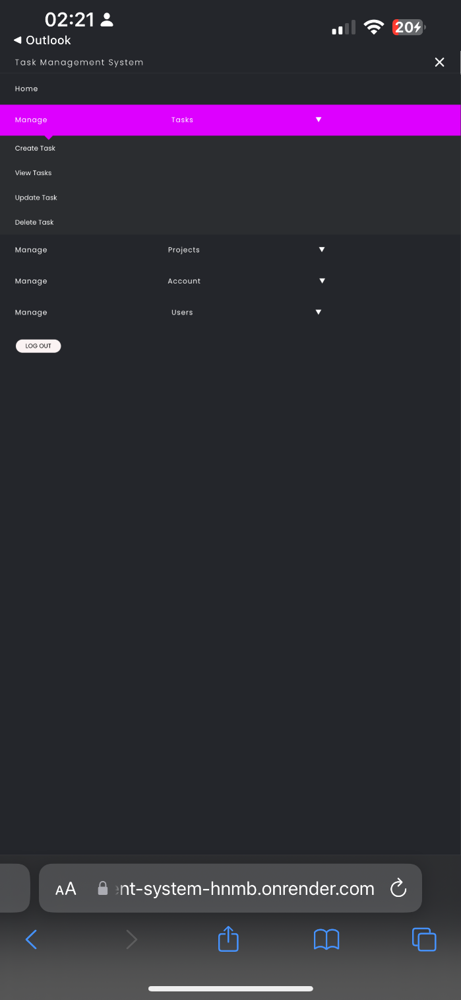 02:21
20
Outlook
Task Management System
Home
Manage Tasks
Create Task
View Tasks
Update Task
Delete Task
Manage Projects
Manage Account
Manage Users
LOG OUT
AA nt-system-hnmb.onrender.com